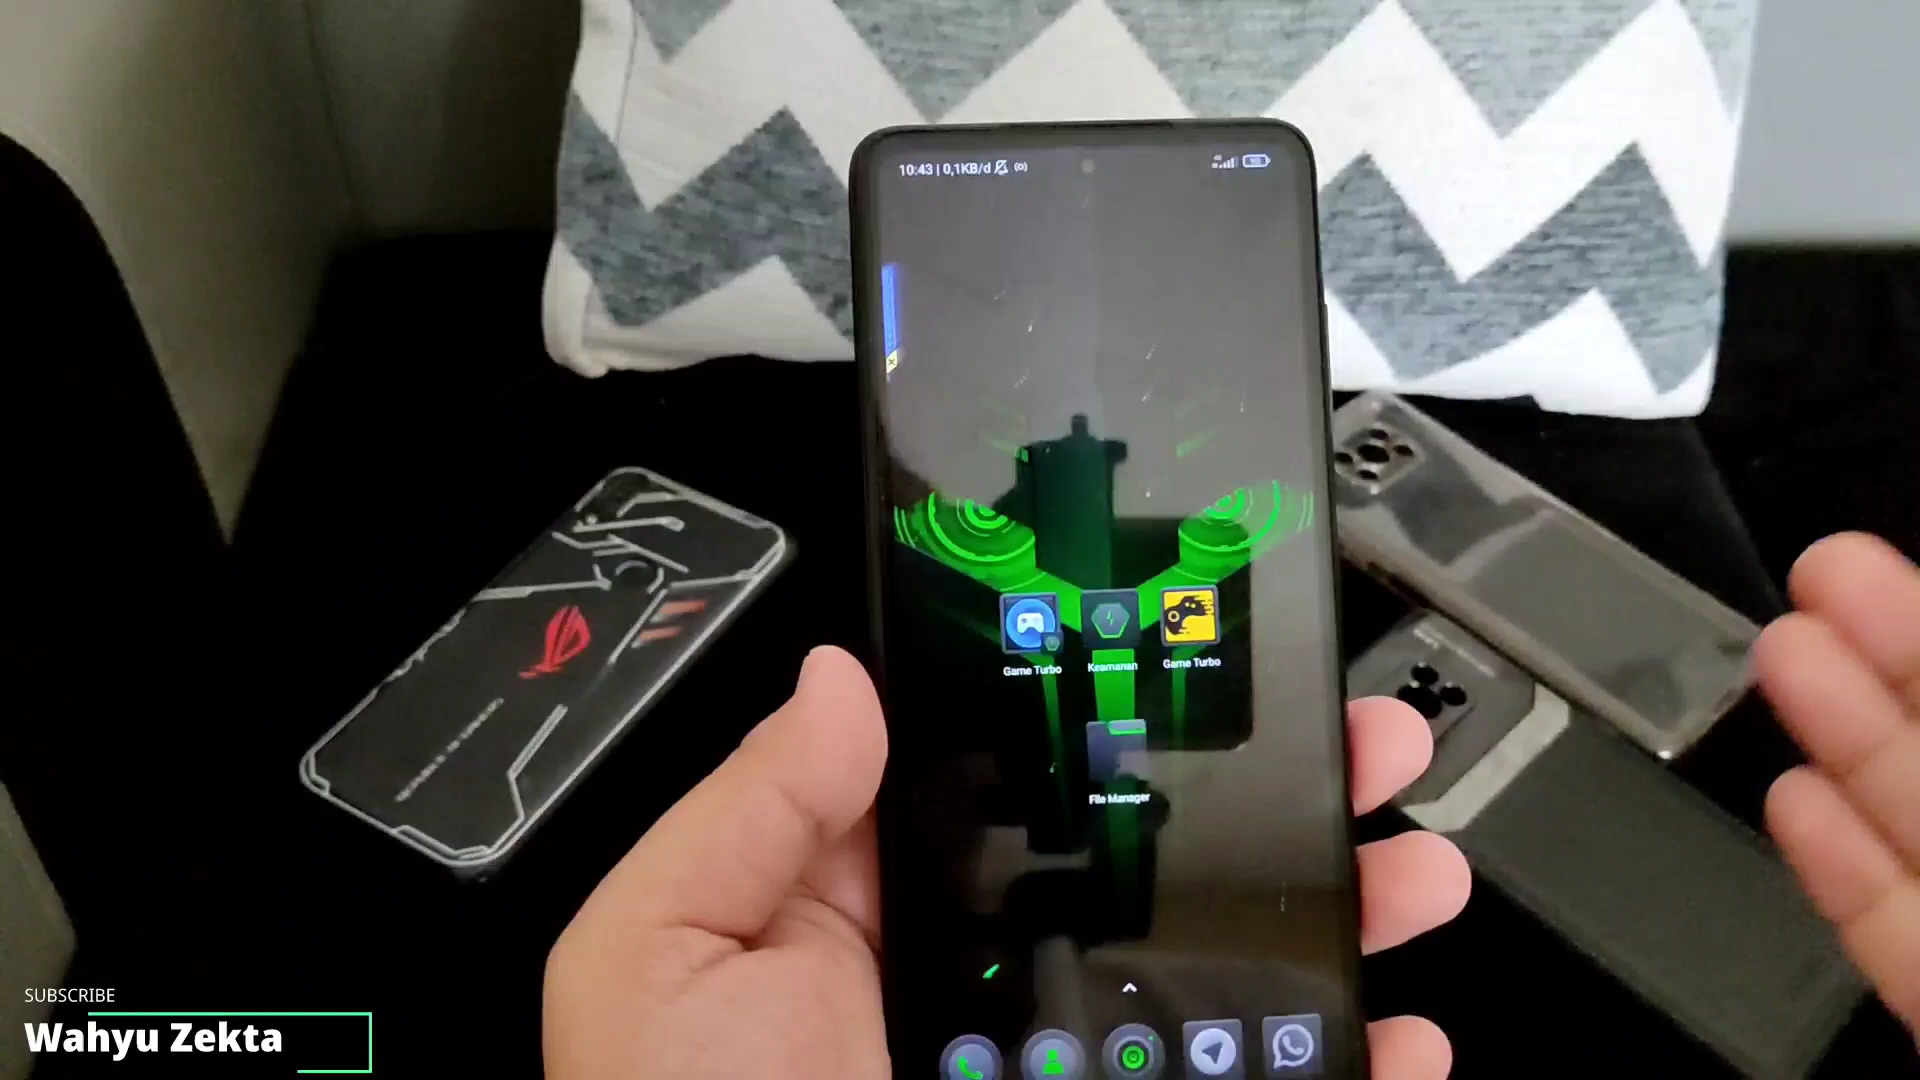 10:43 | 0,1KB/d
Game Turbo
Keamanan
Game Turbo
File Manager
SUBSCRIBE
Wahyu Zekta